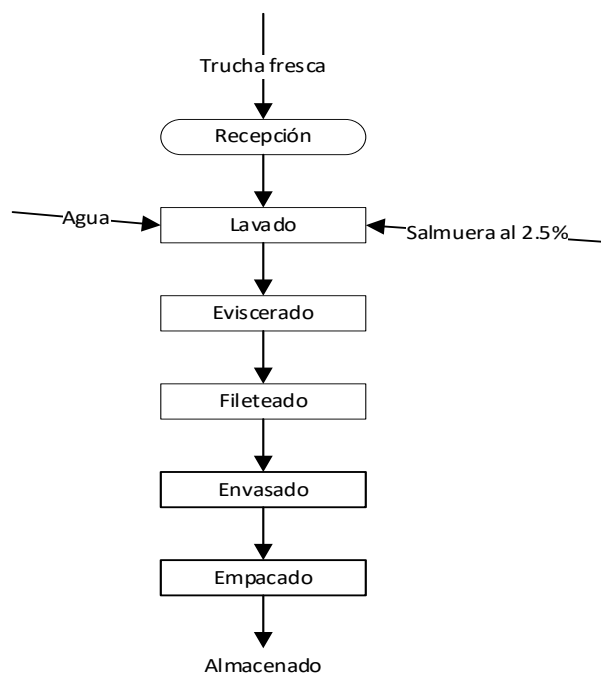 Trucha fresca
Recepción
Agua
Lavado
Salmuera al 2.5%
Eviscerado
Fileteado
Envasado
Empacado
Almacenado